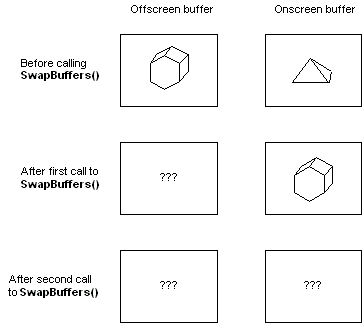 Offscreen buffer
Onscreen buffer
Before calling
SwapBuffers()
After first call to
SwapBuffers()
???
After second call
to SwapBuffers()
???
???